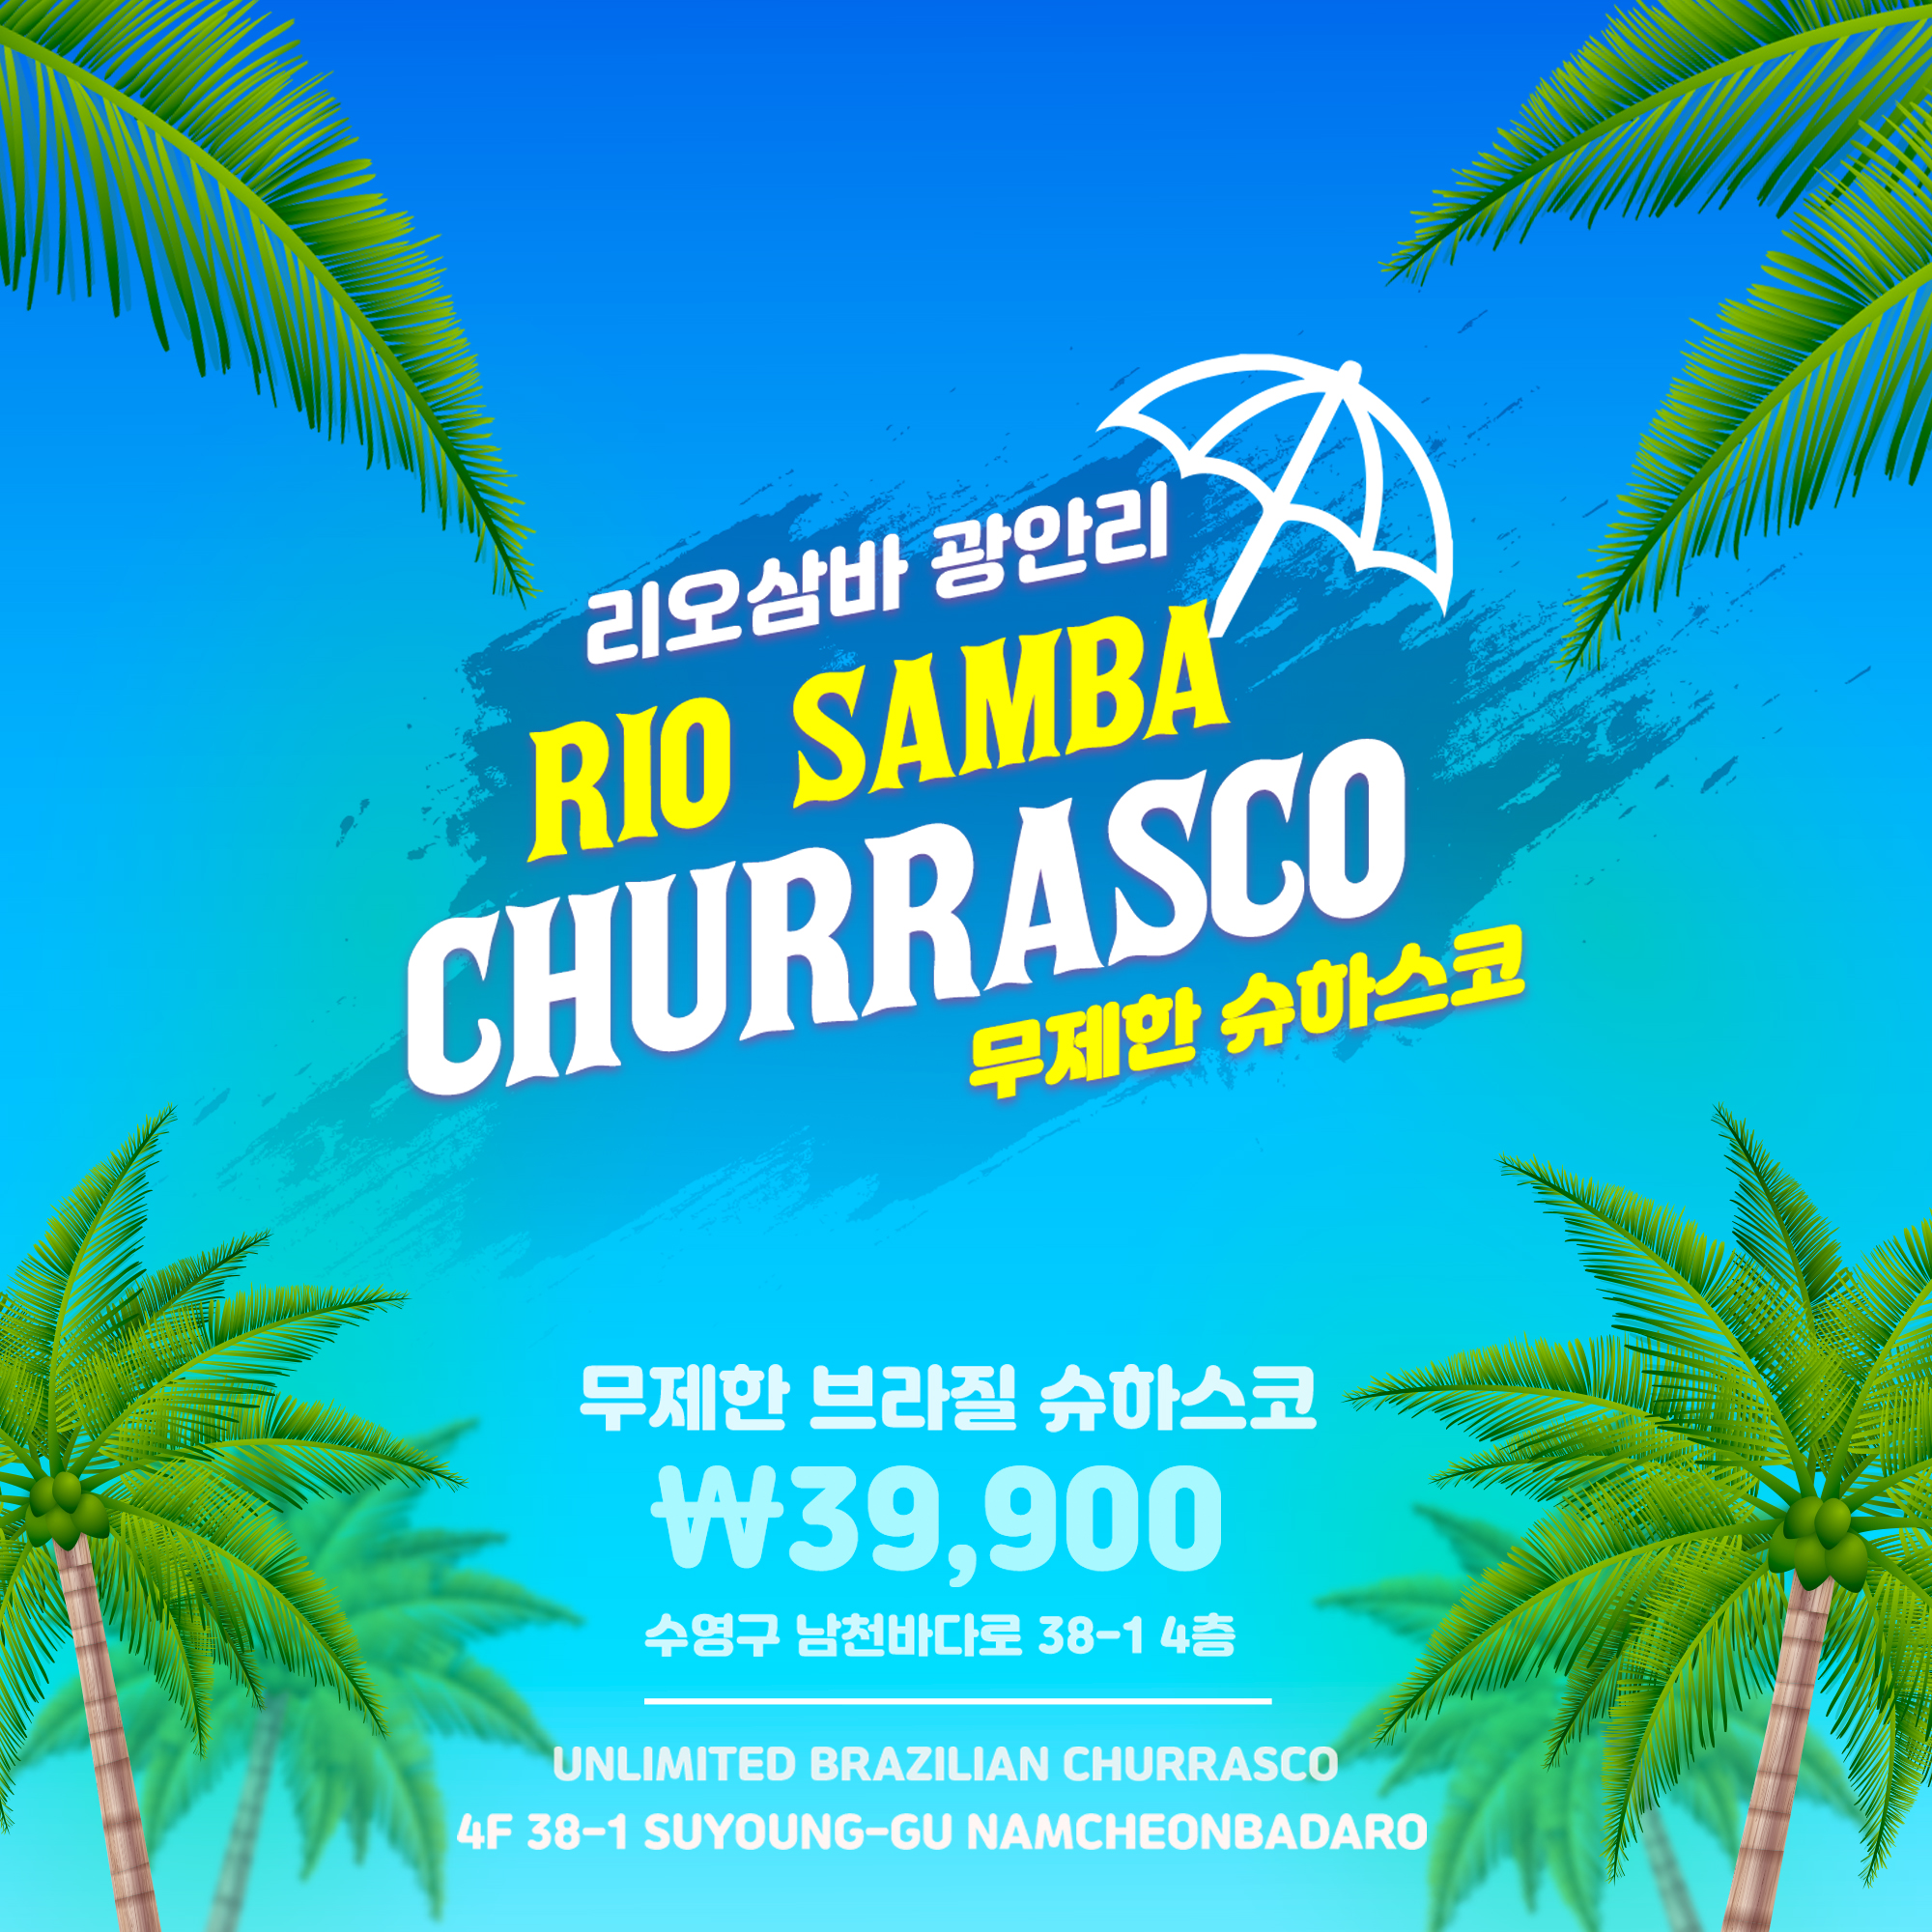 리오삼바 광안리
RIO SAMBA
CHURRASCO
무제한 슈하스코
무제한 브라질 슈하스코
₩39,900
수영구 남천바다로 38-1 4층
UNLIMITED BRAZILIAN CHURRASCO
4F 38-1 SUYOUNG-GU NAMCHEONBADARO